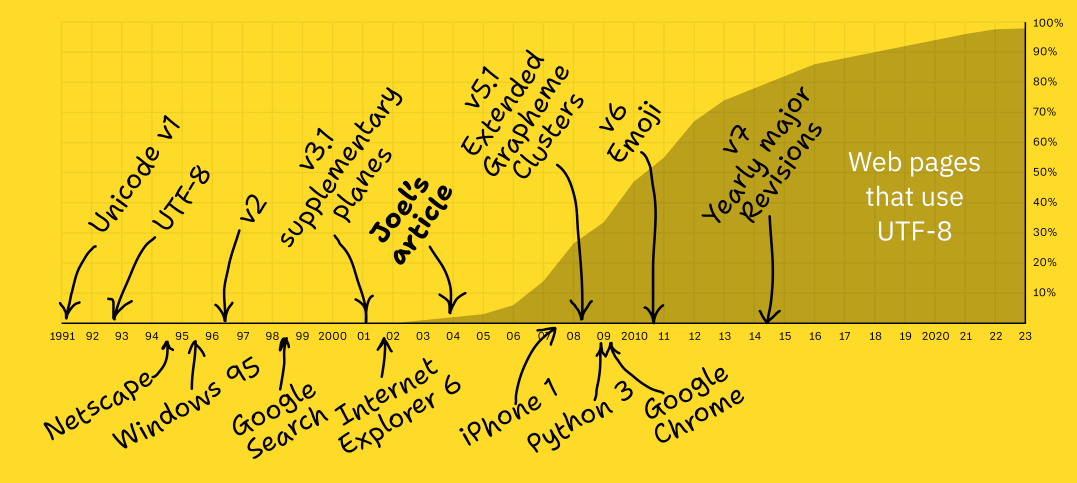 100%
90%
80%
70%
60%
50%
40%
30%
20%
10%
Unicode v1
UTF-8
v2
v3.1
supplementary
planes
Joel's
article
v5.1
Extended
Grapheme
Clusters
v6
Emoji
v7
Yearly major
Revisions
Web pages
that use
UTF-8
1991 92 93 94 95 96 97 98 99 2000 01 02 03 04 05 06 07 08 09 2010 11 12 13 14 15 16 17 18 19 2020 21 22 23
Netscape
Windows 95
Google
Search
Internet
Explorer 6
iPhone 1
Python 3
Google
Chrome